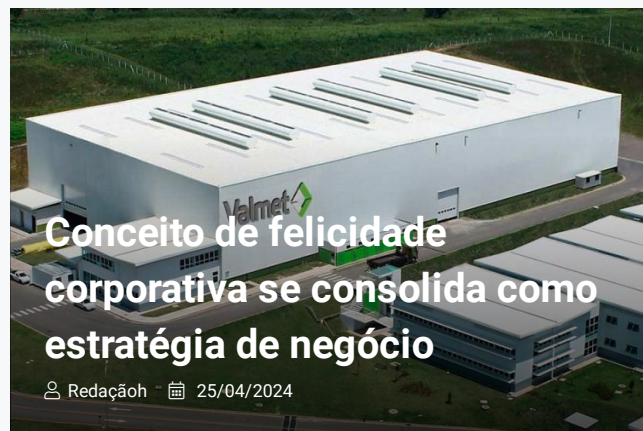 Valmet
Conceito de felicidade
corporativa se consolida como
estratégia de negócio
Redaçãoh 25/04/2024